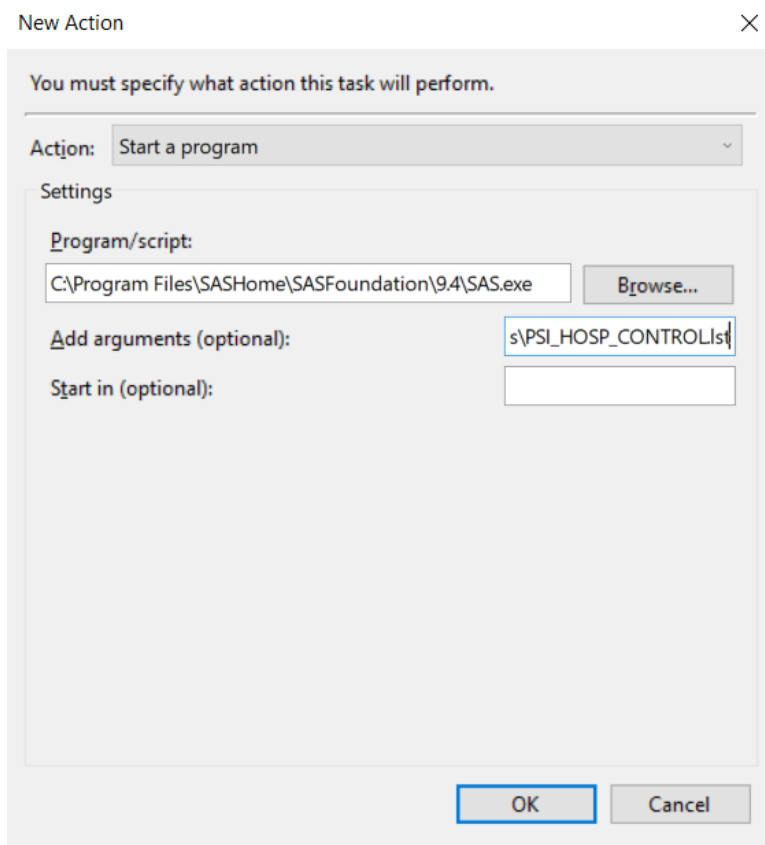 New Action
You must specify what action this task will perform.
Action: Start a program
Settings
Program/script:
C:\Program Files\SASHome\SASFoundation\9.4\SAS.exe Browse...
Add arguments (optional): s\PSI_HOSP_CONTROL.lst
Start in (optional):
OK Cancel